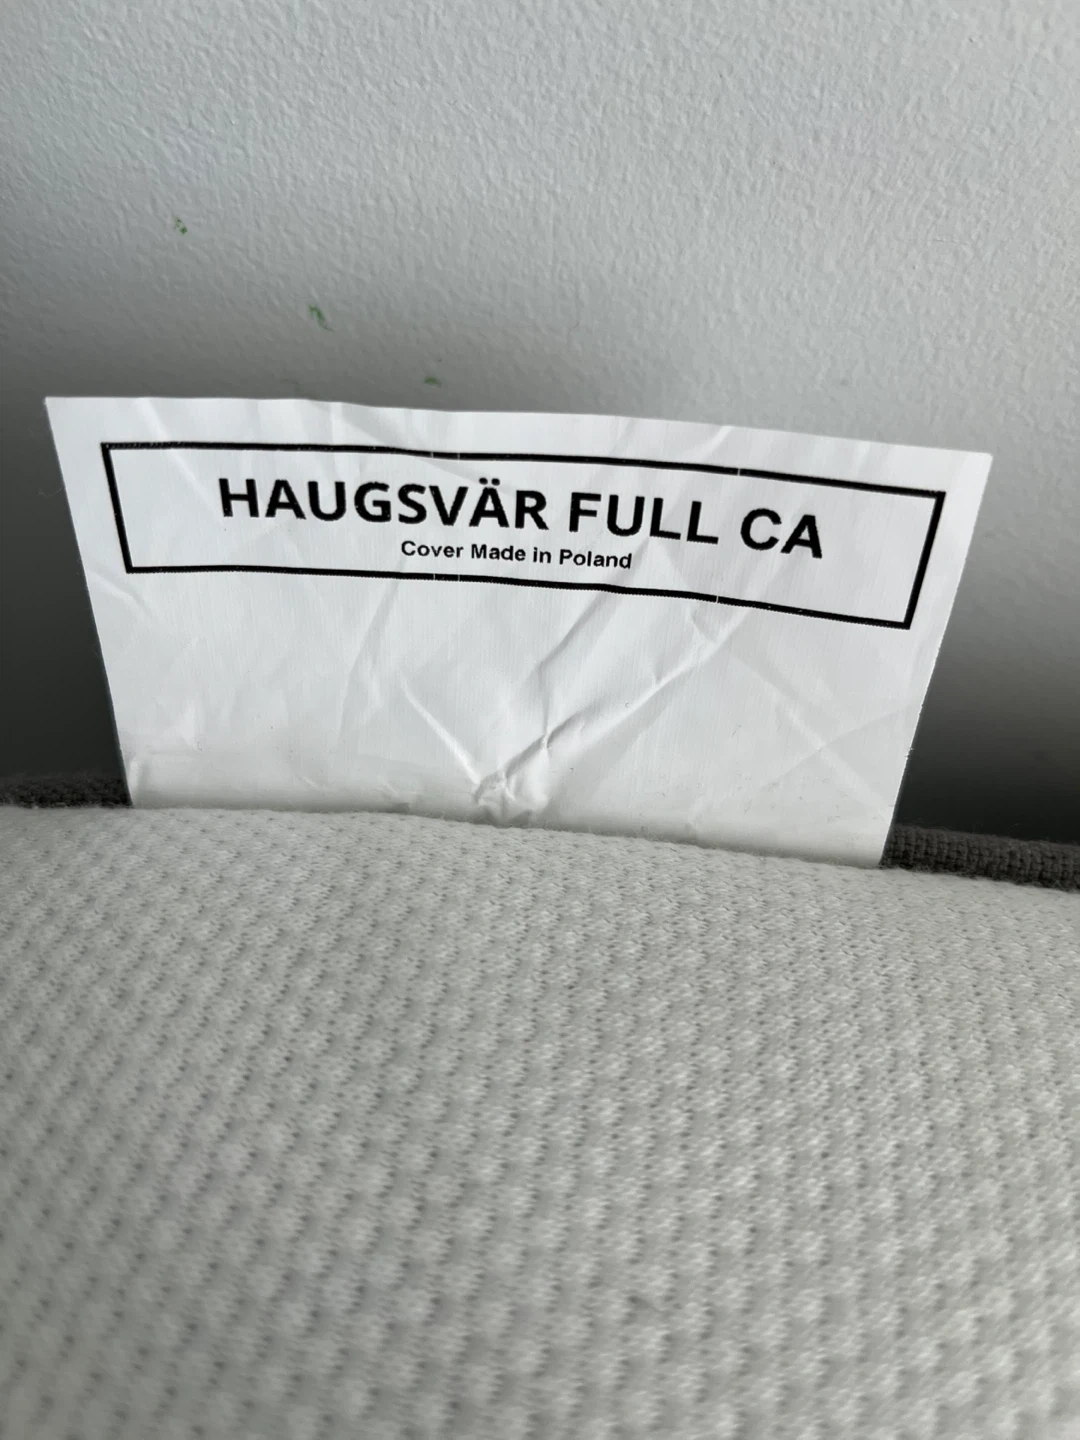 HAUGSVÄR FULL CA
Cover Made in Poland